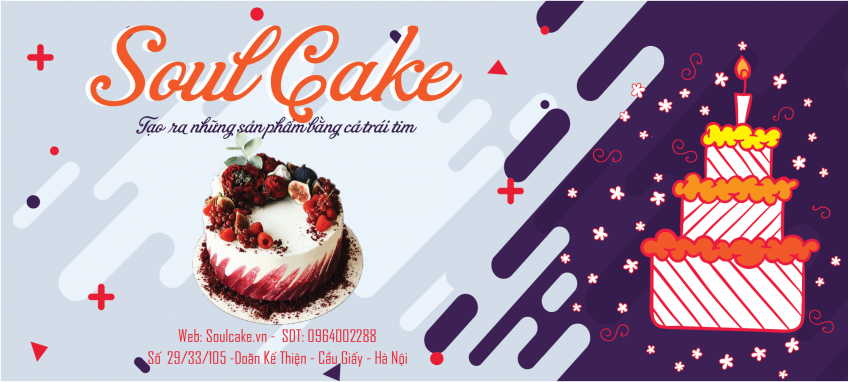 Soul Cake
Tạo ra những sản phẩm bằng cả trái tim
Web: Soulcake.vn - SDT: 0964002288
Số 29/33/105 -Doãn Kế Thiện - Cầu Giấy - Hà Nội